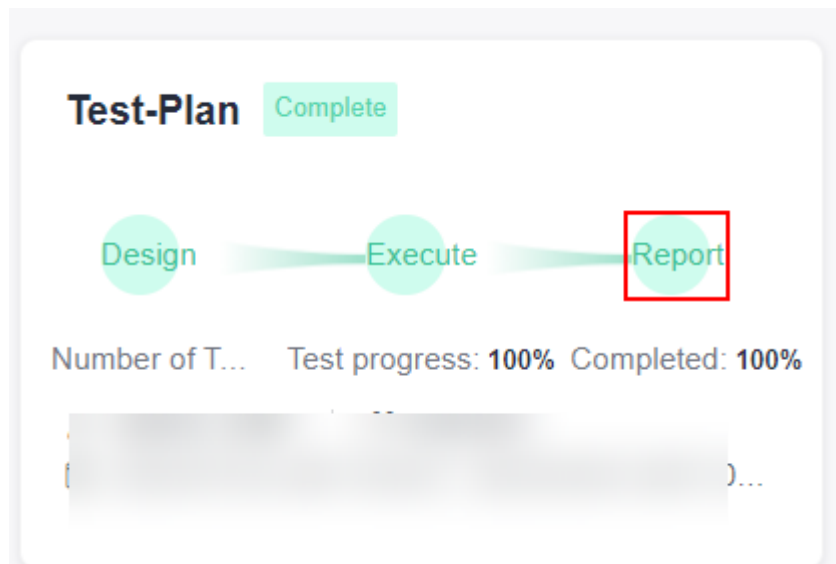 Test-Plan Complete
Design Execute Report
Number of T... Test progress: 100% Completed: 100%